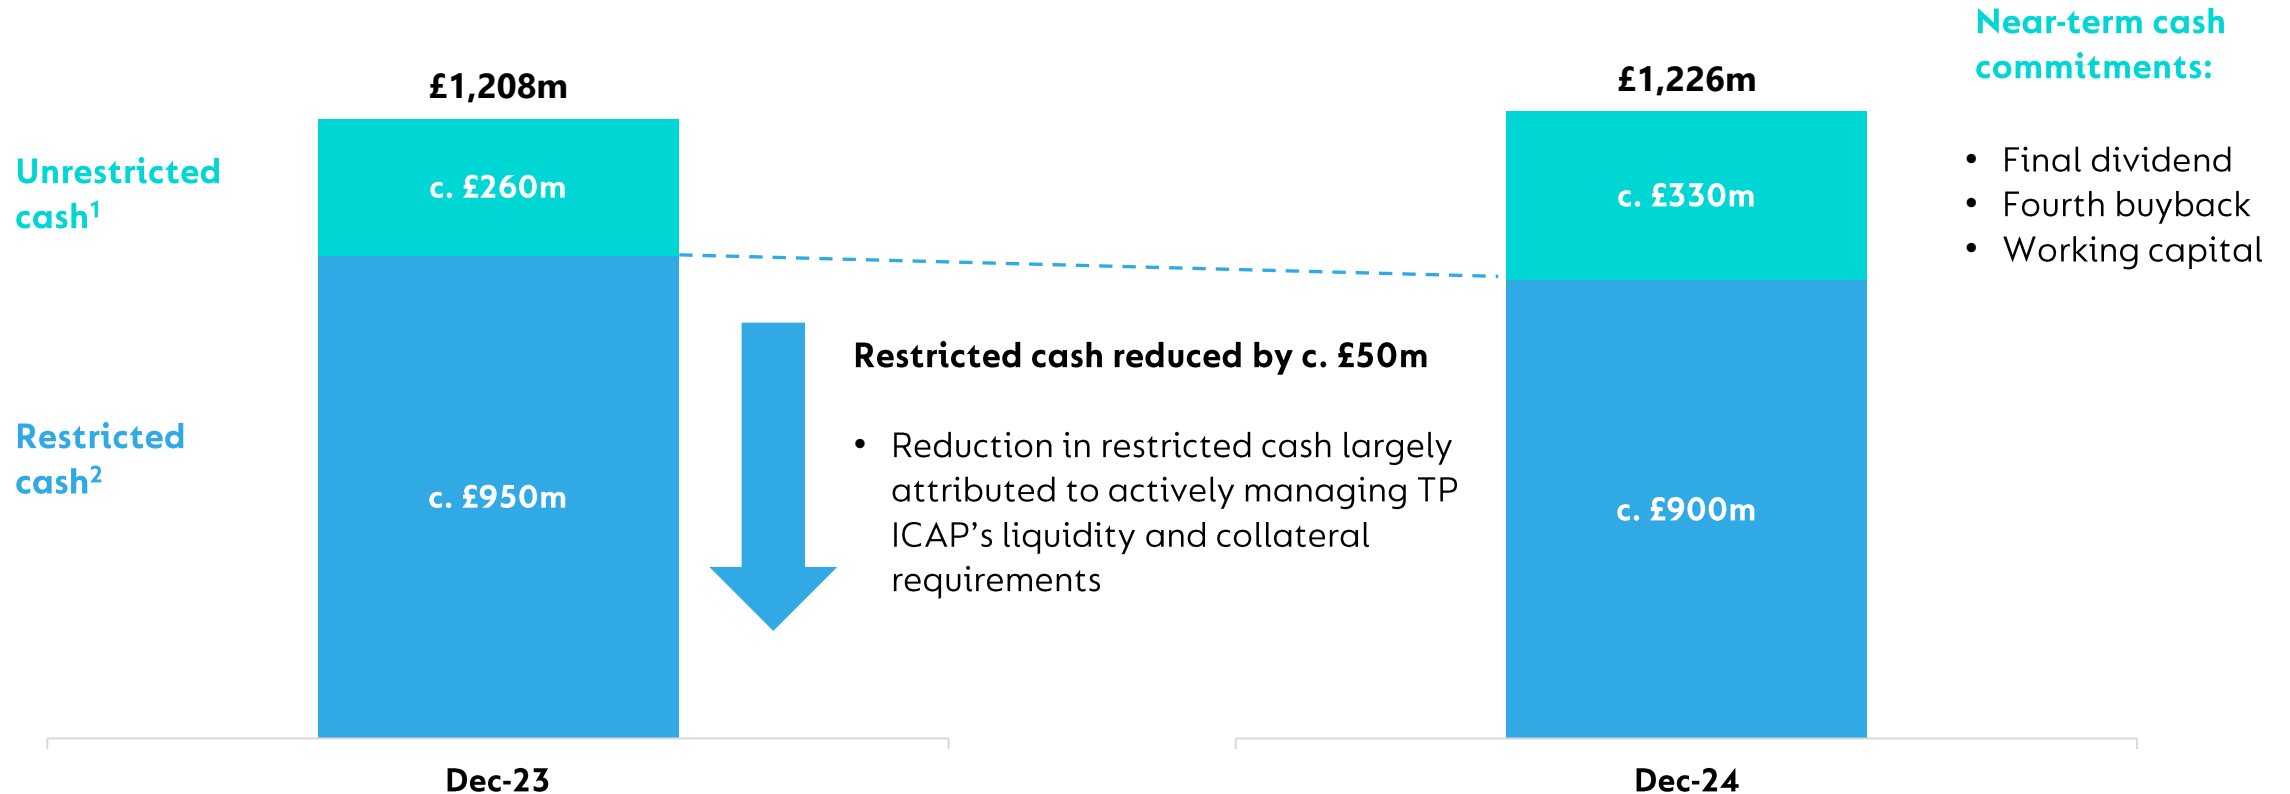 Near-term cash
commitments:
£1,208m
£1,226m
Unrestricted
cash¹
c. £260m
c. £330m
• Final dividend
• Fourth buyback
• Working capital
Restricted cash reduced by c. £50m
Restricted
cash²
c. £950m
c. £900m
• Reduction in restricted cash largely
attributed to actively managing TP
ICAP’s liquidity and collateral
requirements
Dec-23
Dec-24